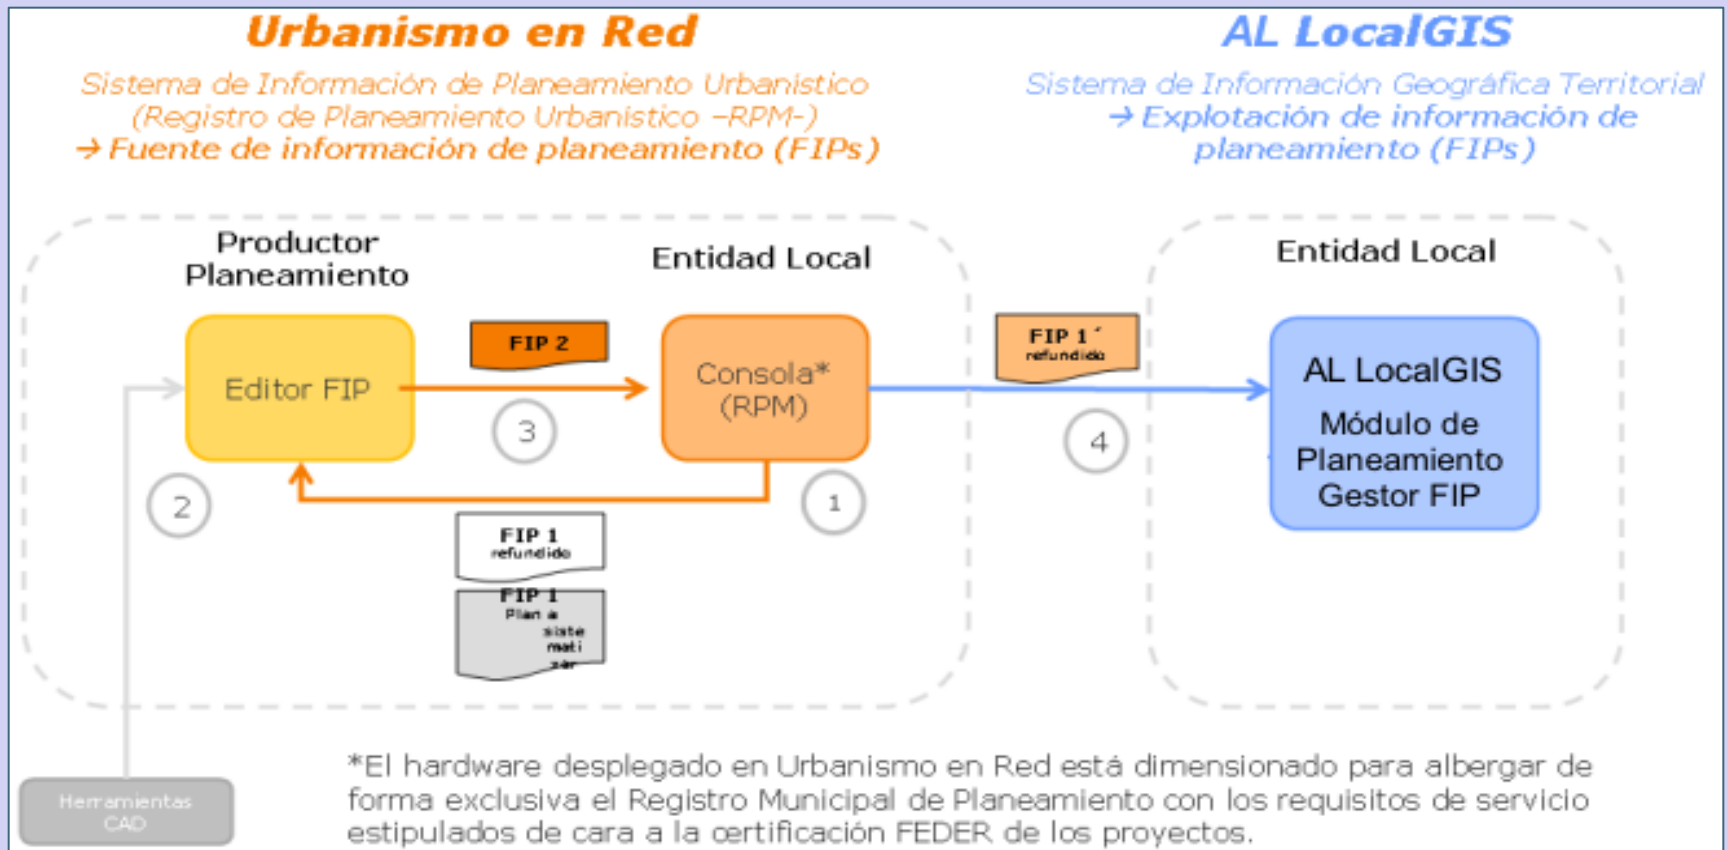 Urbanismo en Red
Sistema de Información de Planeamiento Urbanístico
(Registro de Planeamiento Urbanístico –RPM-)
→ Fuente de información de planeamiento (FIPs)
AL LocalGIS
Sistema de Información Geográfica Territorial
→ Explotación de información de
planeamiento (FIPs)
Productor
Planeamiento
Entidad Local
Entidad Local
Editor FIP
FIP 2
3
Consola*
(RPM)
FIP 1´
refundido
4
AL LocalGIS
Módulo de
Planeamiento
Gestor FIP
2
1
FIP 1
refundido
FIP 1
Plan a
siste
mati
zar
Herramientas
CAD
*El hardware desplegado en Urbanismo en Red está dimensionado para albergar de
forma exclusiva el Registro Municipal de Planeamiento con los requisitos de servicio
estipulados de cara a la certificación FEDER de los proyectos.